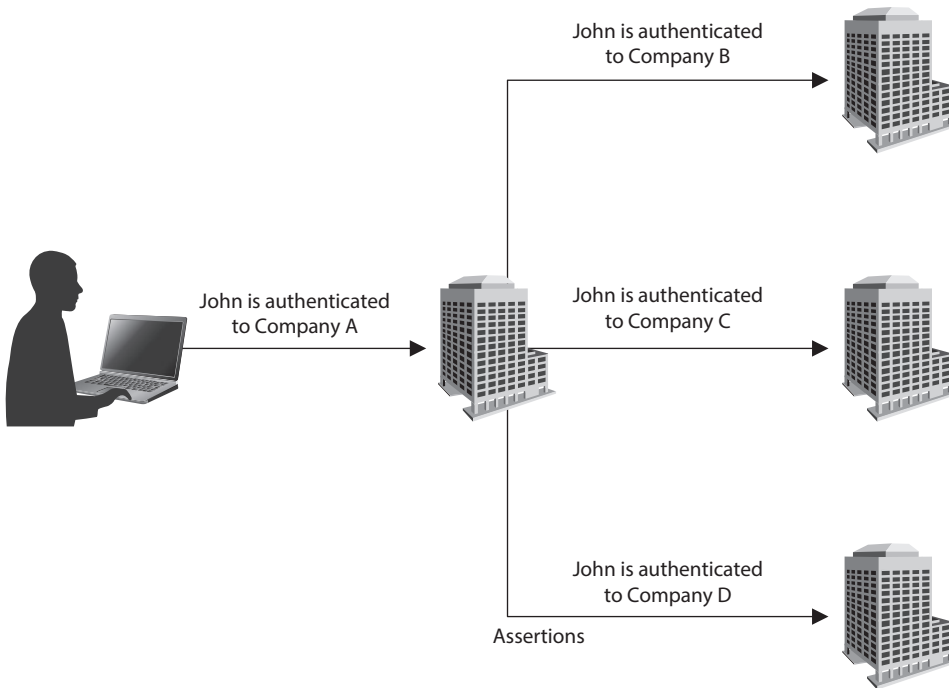 John is authenticated
to Company B
John is authenticated
to Company A
John is authenticated
to Company C
John is authenticated
to Company D
Assertions